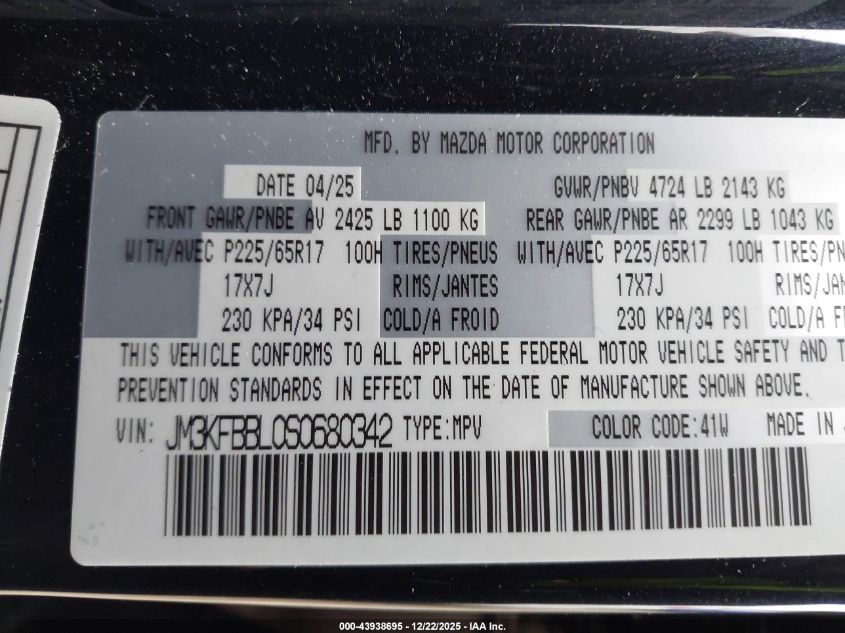 MFD. BY MAZDA MOTOR CORPORATION
DATE 04/25 GVWR/PNBV 4724 LB 2143 KG
FRONT GAWR/PNBE AV 2425 LB 1100 KG REAR GAWR/PNBE AR 2299 LB 1043 KG
WITH/AVEC P225/65R17 100H TIRES/PNEUS WITH/AVEC P225/65R17 100H TIRES/PN
17X7J RIMS/JANTES 17X7J RIMS/JAN
230 KPA/34 PSI COLD/A FROID 230 KPA/34 PSI COLD/A F
THIS VEHICLE CONFORMS TO ALL APPLICABLE FEDERAL MOTOR VEHICLE SAFETY AND T
PREVENTION STANDARDS IN EFFECT ON THE DATE OF MANUFACTURE SHOWN ABOVE.
VIN: JM3KFBBL0S0680342 TYPE:MPV COLOR CODE:41W MADE IN
000-43938695 - 12/22/2025 - IAA Inc.